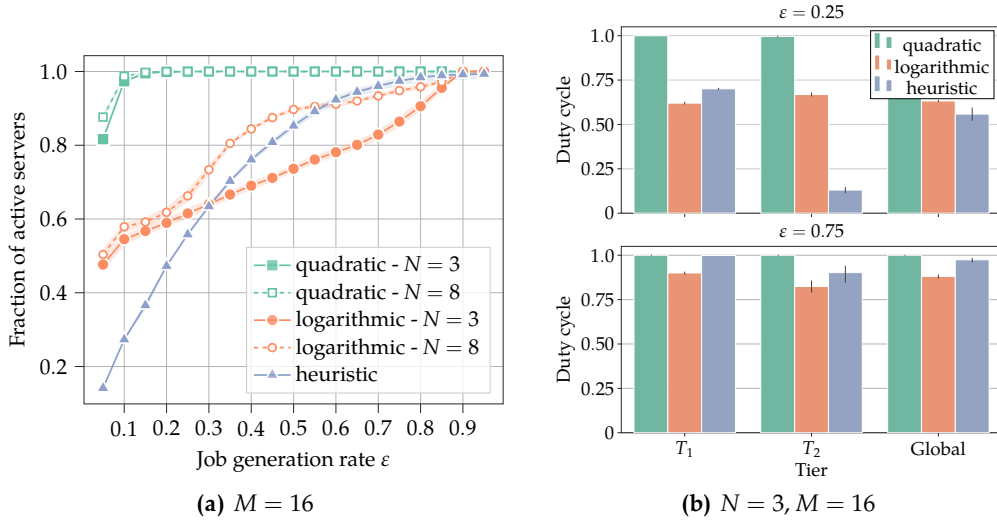 1.0
0.8
0.6
0.4
0.2
Fraction of active servers
quadratic - N = 3
quadratic - N = 8
logarithmic - N = 3
logarithmic - N = 8
heuristic
0.1 0.2 0.3 0.4 0.5 0.6 0.7 0.8 0.9
Job generation rate ε
(a) M = 16
ε = 0.25
1.0
0.75
0.50
0.25
0
Duty cycle
quadratic
logarithmic
heuristic
ε = 0.75
1.00
0.75
0.50
0.25
0
Duty cycle
T₁ T₂ Global
Tier
(b) N = 3, M = 16